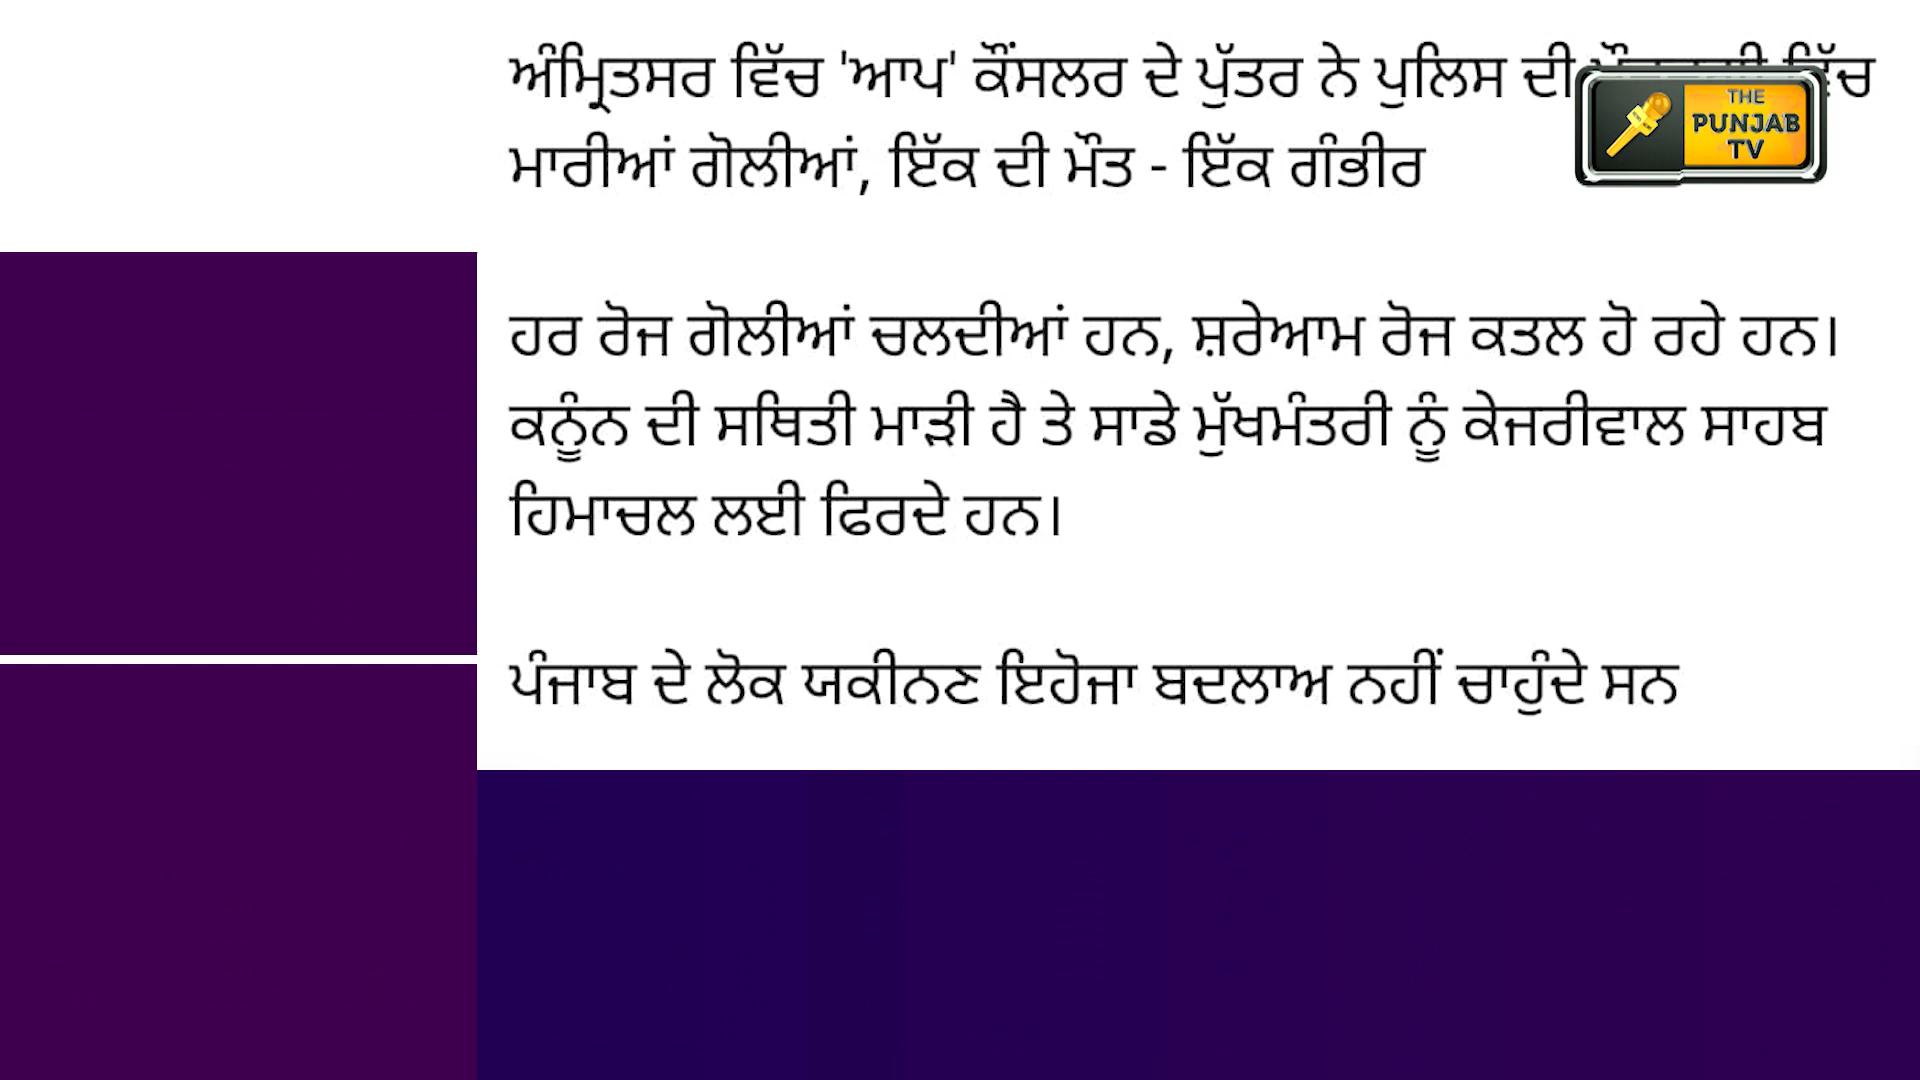 ਅੰਮ੍ਰਿਤਸਰ ਵਿੱਚ 'ਆਪ' ਕੌਂਸਲਰ ਦੇ ਪੁੱਤਰ ਨੇ ਪੁਲਿਸ ਦੀ ਵਿੱਚ
ਮਾਰੀਆਂ ਗੋਲੀਆਂ, ਇੱਕ ਦੀ ਮੌਤ - ਇੱਕ ਗੰਭੀਰ
THE
PUNJAB
TV
ਹਰ ਰੋਜ ਗੋਲੀਆਂ ਚਲਦੀਆਂ ਹਨ, ਸ਼ਰੇਆਮ ਰੋਜ ਕਤਲ ਹੋ ਰਹੇ ਹਨ।
ਕਨੂੰਨ ਦੀ ਸਥਿਤੀ ਮਾੜੀ ਹੈ ਤੇ ਸਾਡੇ ਮੁੱਖਮੰਤਰੀ ਨੂੰ ਕੇਜਰੀਵਾਲ ਸਾਹਬ
ਹਿਮਾਚਲ ਲਈ ਫਿਰਦੇ ਹਨ।
ਪੰਜਾਬ ਦੇ ਲੋਕ ਯਕੀਨਣ ਇਹੋਜਾ ਬਦਲਾਅ ਨਹੀਂ ਚਾਹੁੰਦੇ ਸਨ